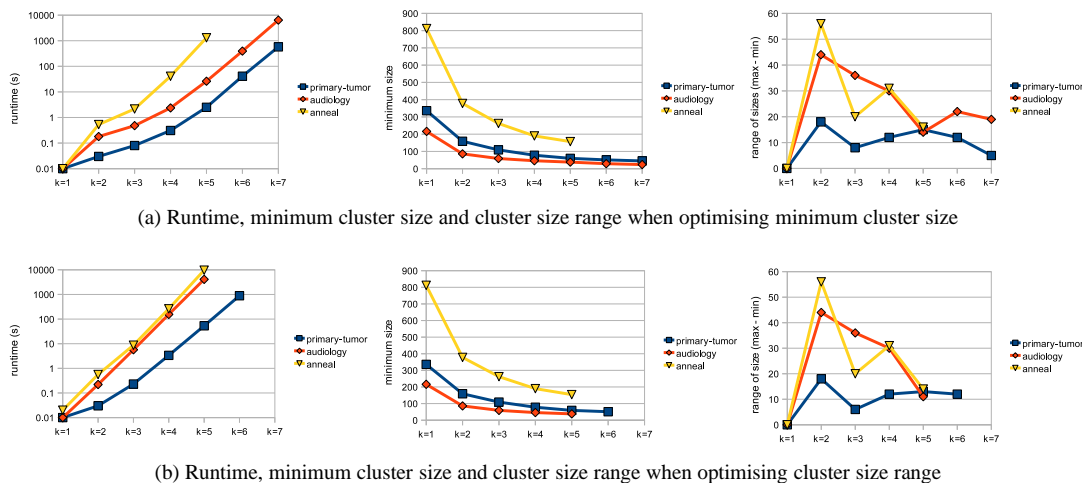 10000
1000
100
10
1
0.1
0.01
runtime (s)
k=1 k=2 k=3 k=4 k=5 k=6 k=7
primary-tumor
audiology
anneal
900
800
700
600
500
400
300
200
100
0
minimum size
k=1 k=2 k=3 k=4 k=5 k=6 k=7
primary-tumor
audiology
anneal
60
50
40
30
20
10
0
range of sizes (max - min)
k=1 k=2 k=3 k=4 k=5 k=6 k=7
primary-tumor
audiology
anneal
(a) Runtime, minimum cluster size and cluster size range when optimising minimum cluster size
10000
1000
100
10
1
0.1
0.01
runtime (s)
k=1 k=2 k=3 k=4 k=5 k=6 k=7
primary-tumor
audiology
anneal
900
800
700
600
500
400
300
200
100
0
minimum size
k=1 k=2 k=3 k=4 k=5 k=6 k=7
primary-tumor
audiology
anneal
60
50
40
30
20
10
0
range of size (max - min)
k=1 k=2 k=3 k=4 k=5 k=6 k=7
primary-tumor
audiology
anneal
(b) Runtime, minimum cluster size and cluster size range when optimising cluster size range